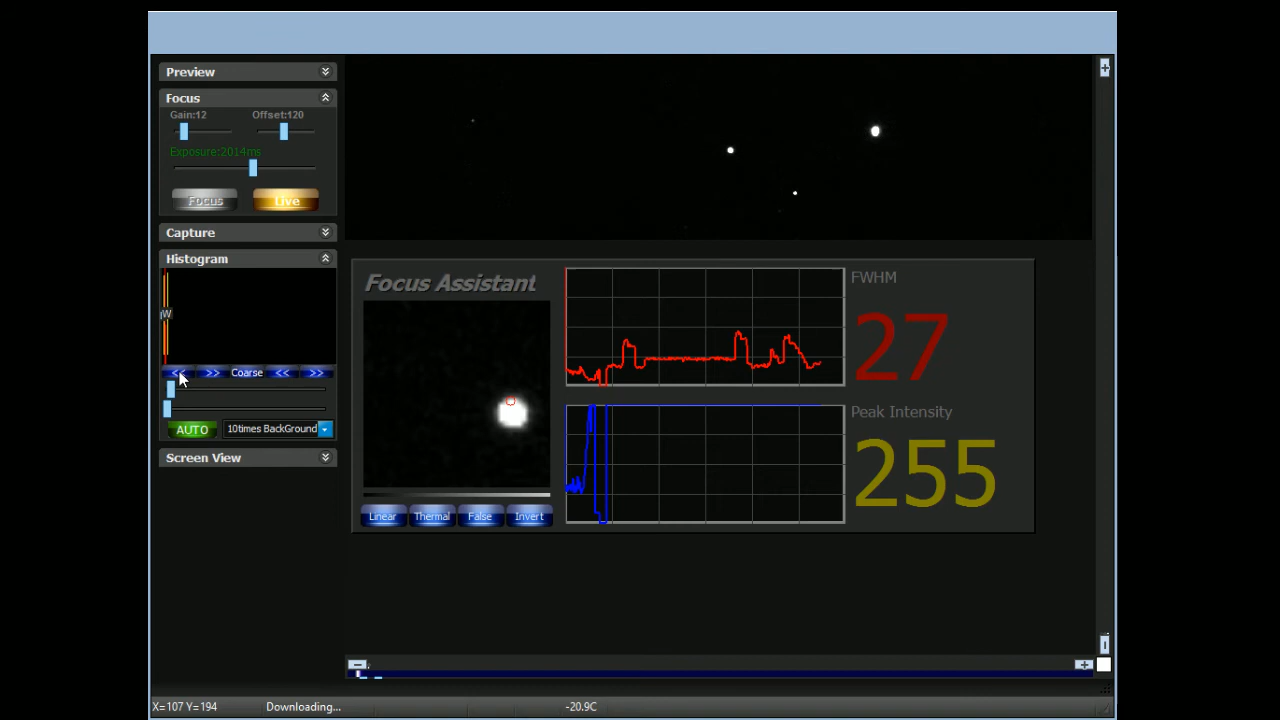 Preview
Focus
Gain:12 Offset:120
Exposure:2014ms
Focus Live
Capture
Histogram
<< >> Coarse << >>
AUTO 10times BackGround
Screen View
Focus Assistant
Linear Thermal False Invert
FWHM
27
Peak Intensity
255
X=107 Y=194 Downloading... -20.9C